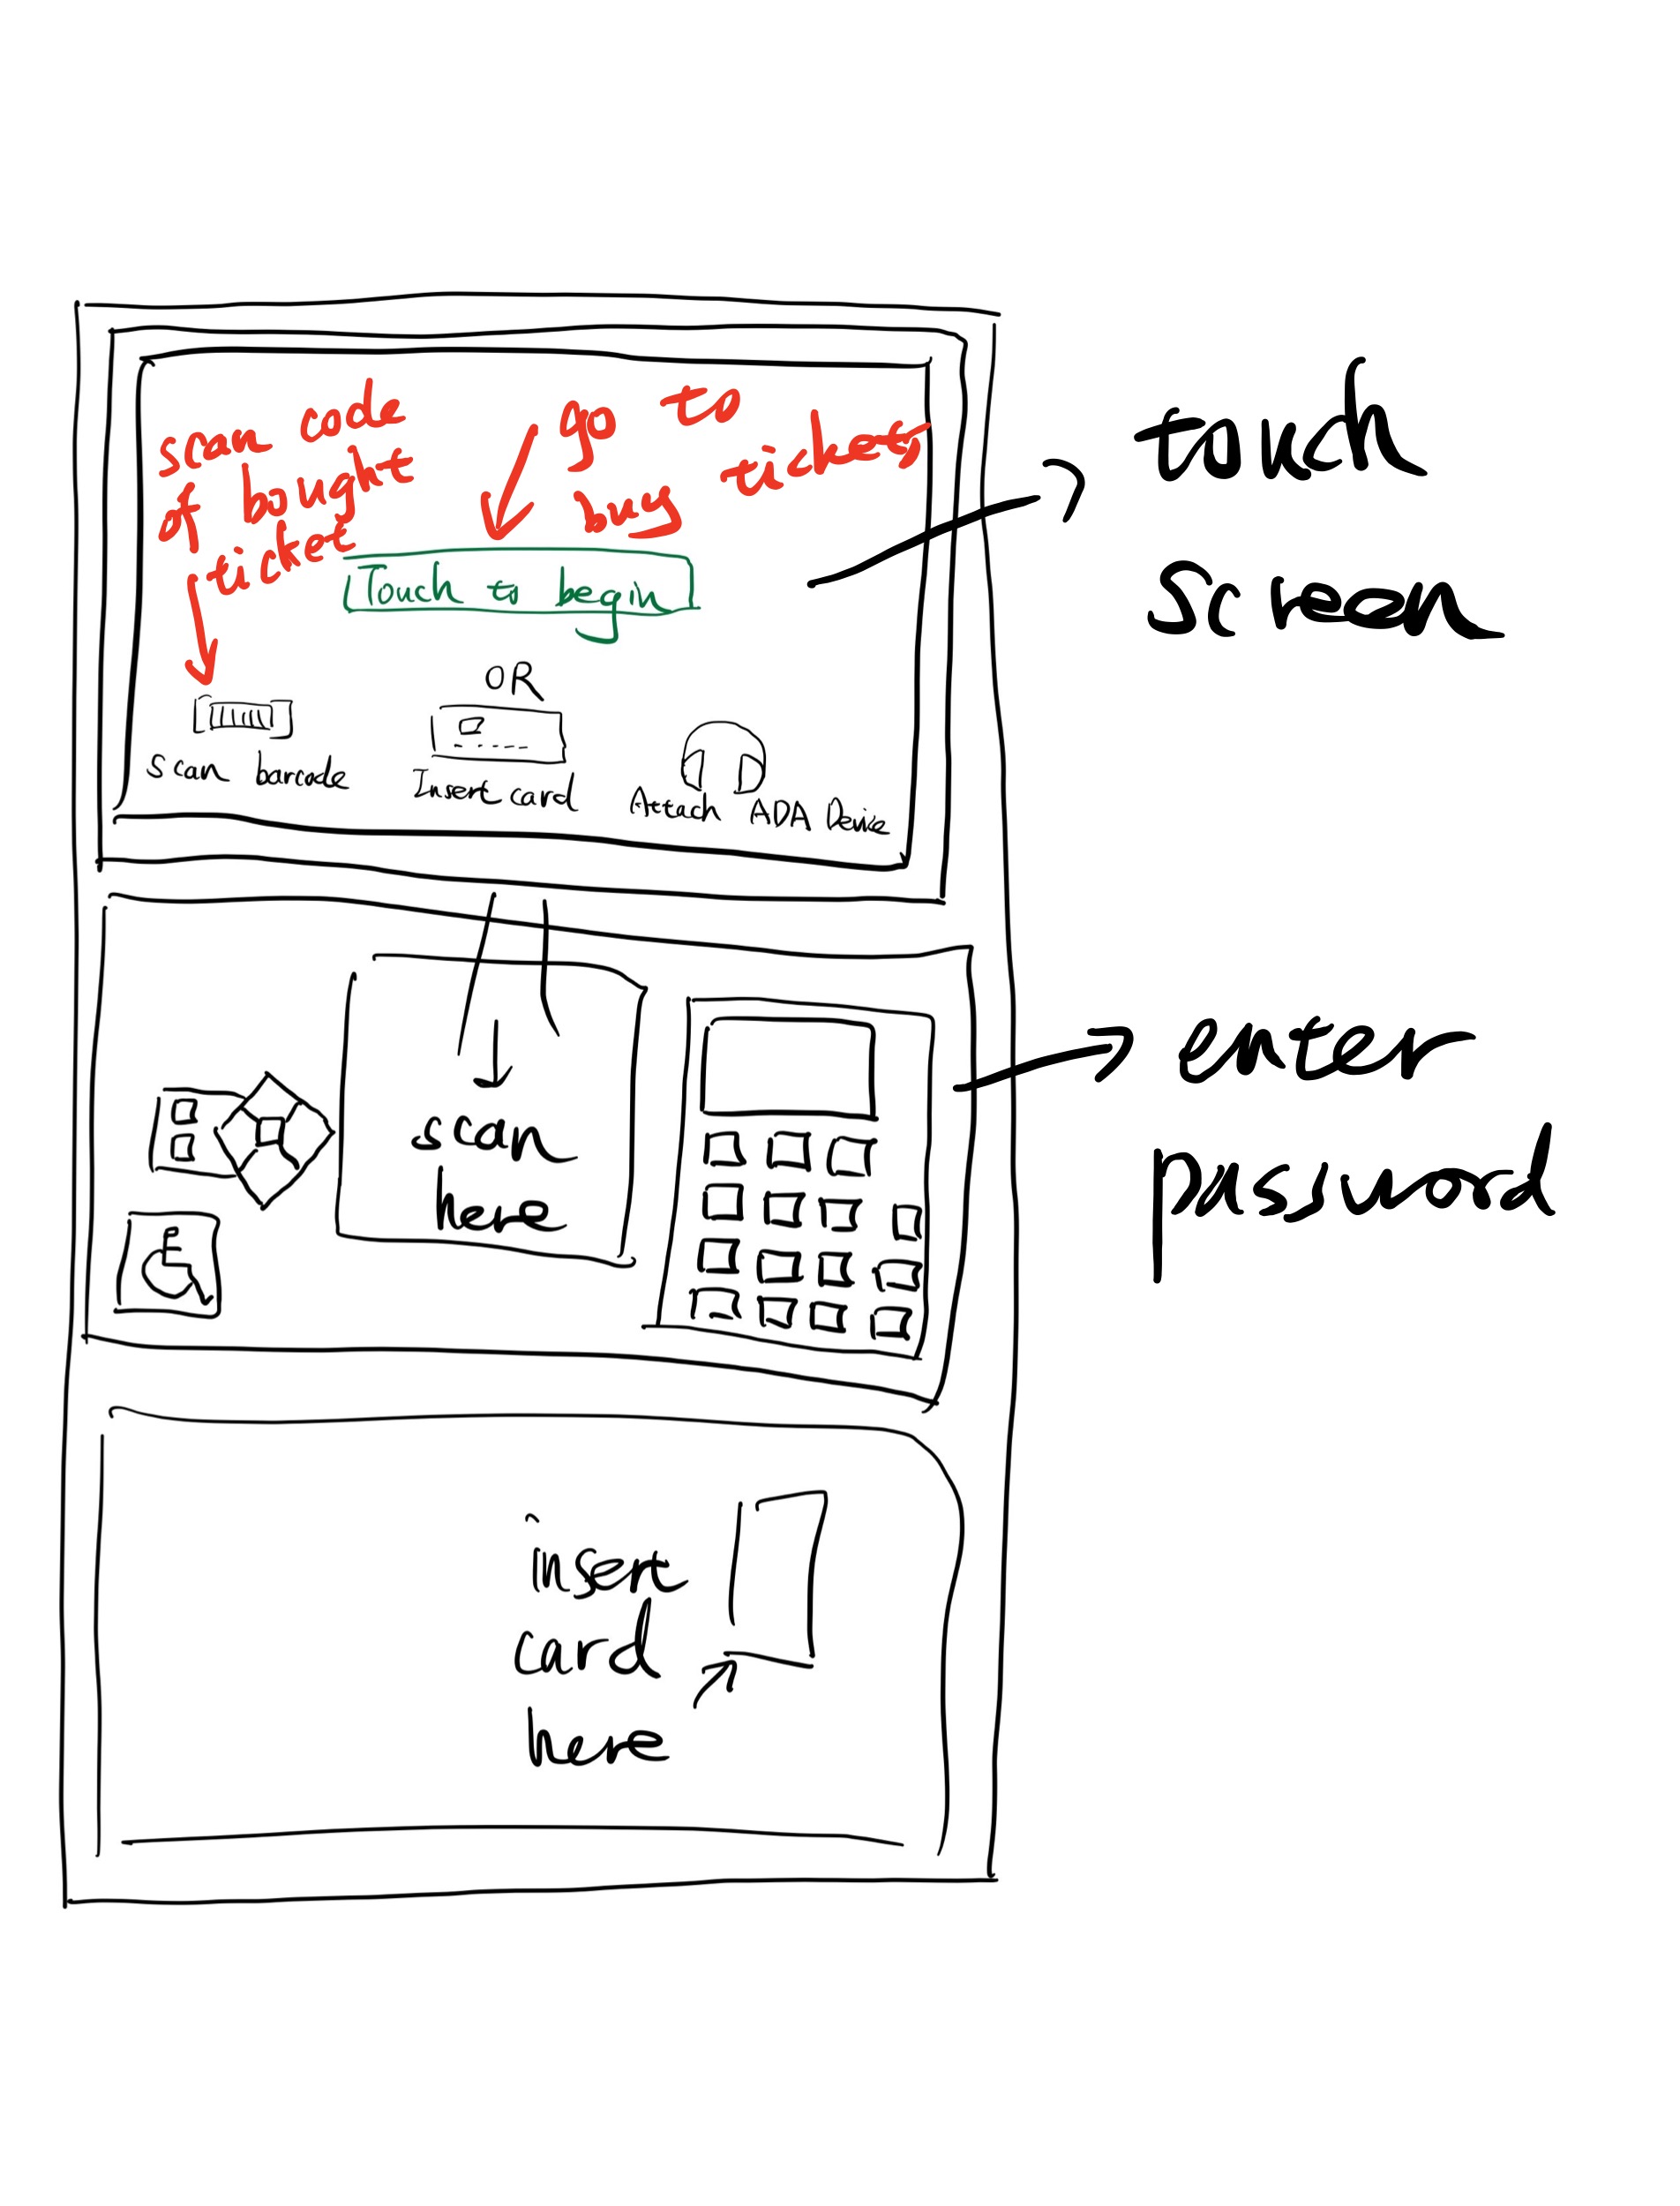 scan code
of bought
ticket
go to
buy tickets
Touch to begin
OR
Scan barcode
Insert card
Attach ADA Device
touch
screen
scan
here
enter
password
insert
card
here